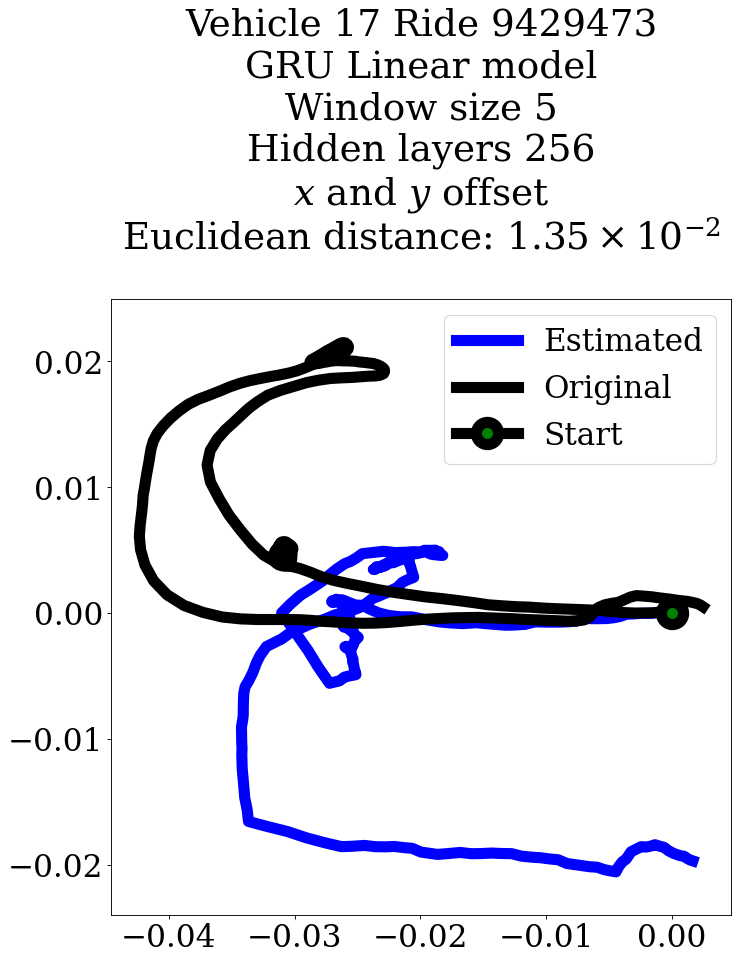 Vehicle 17 Ride 9429473
GRU Linear model
Window size 5
Hidden layers 256
x and y offset
Euclidean distance: 1.35 × 10⁻²
Estimated
Original
Start
0.02
0.01
0.00
−0.01
−0.02
−0.04 −0.03 −0.02 −0.01 0.00